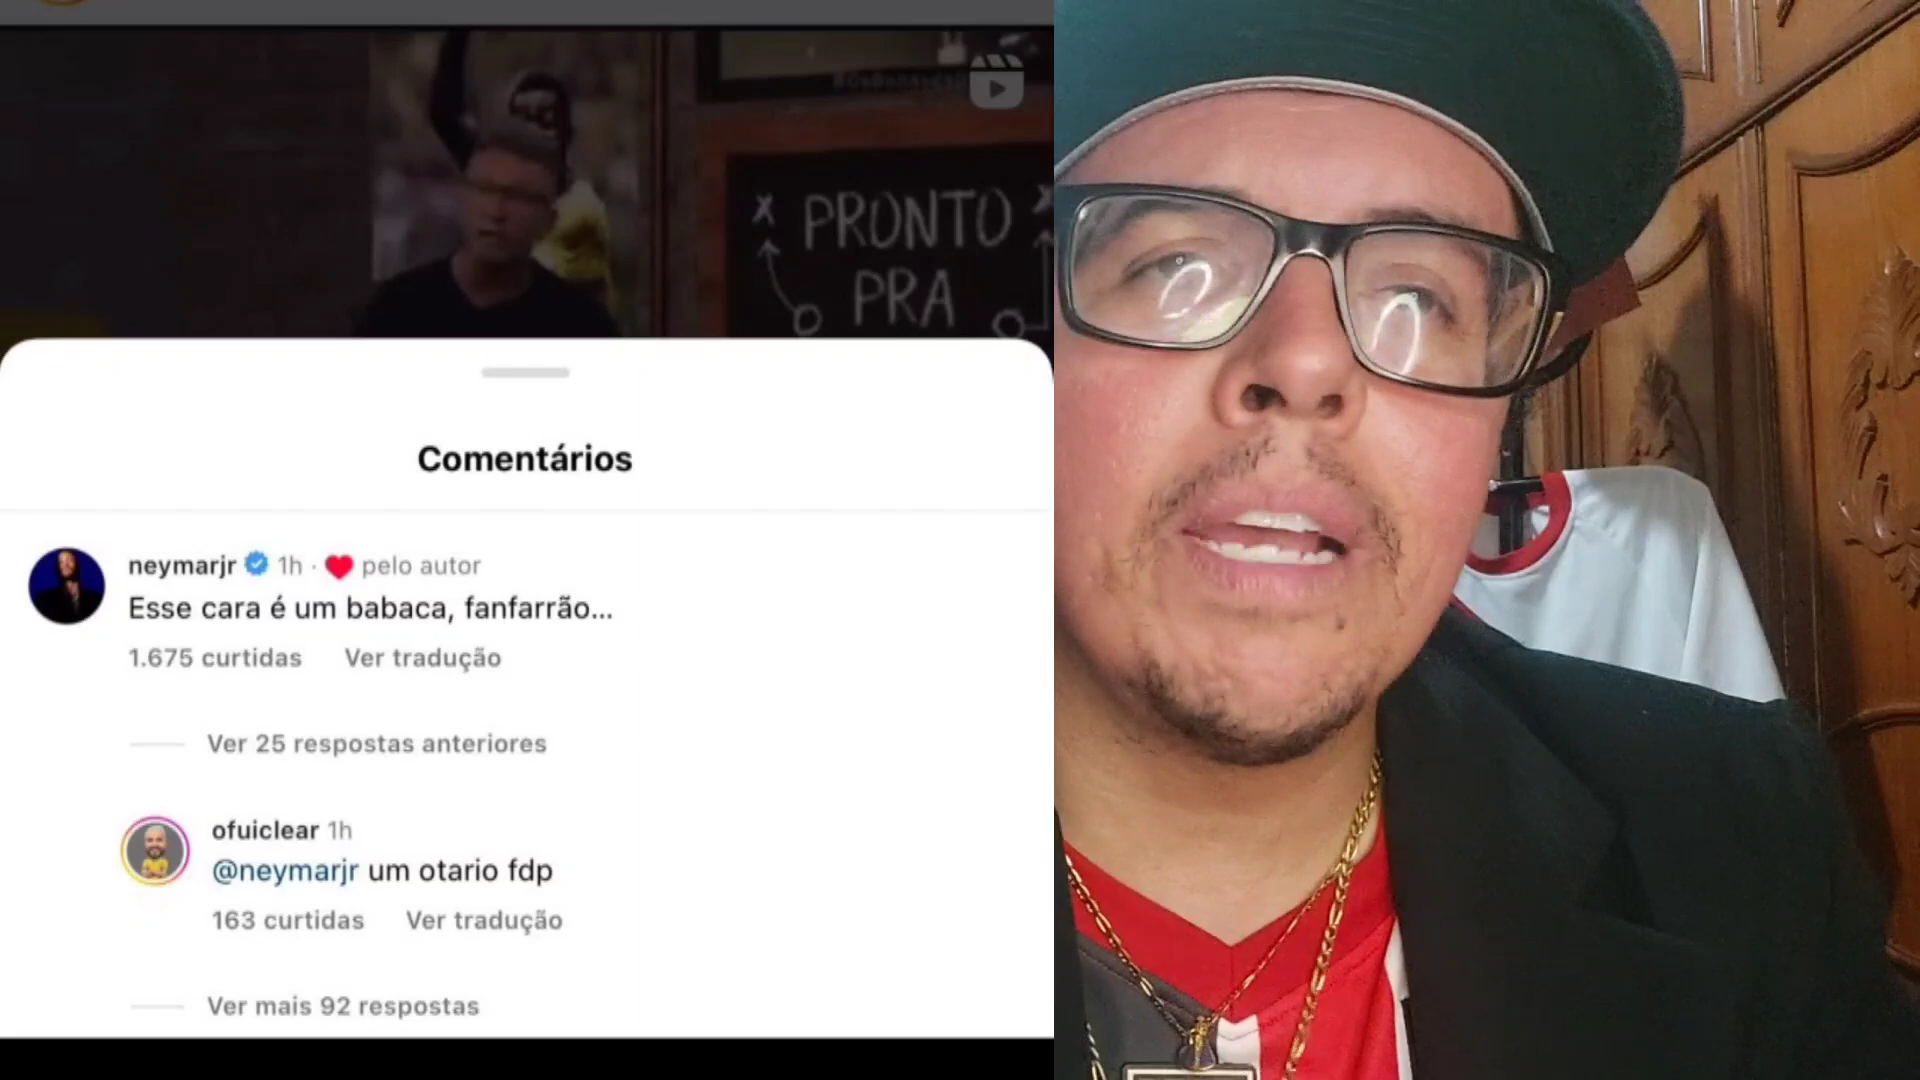 PRONTO
PRA
Comentários
neymarjr 1h · ❤️ pelo autor
Esse cara é um babaca, fanfarrão...
1.675 curtidas Ver tradução
Ver 25 respostas anteriores
ofuiclear 1h
@neymarjr um otario fdp
163 curtidas Ver tradução
Ver mais 92 respostas